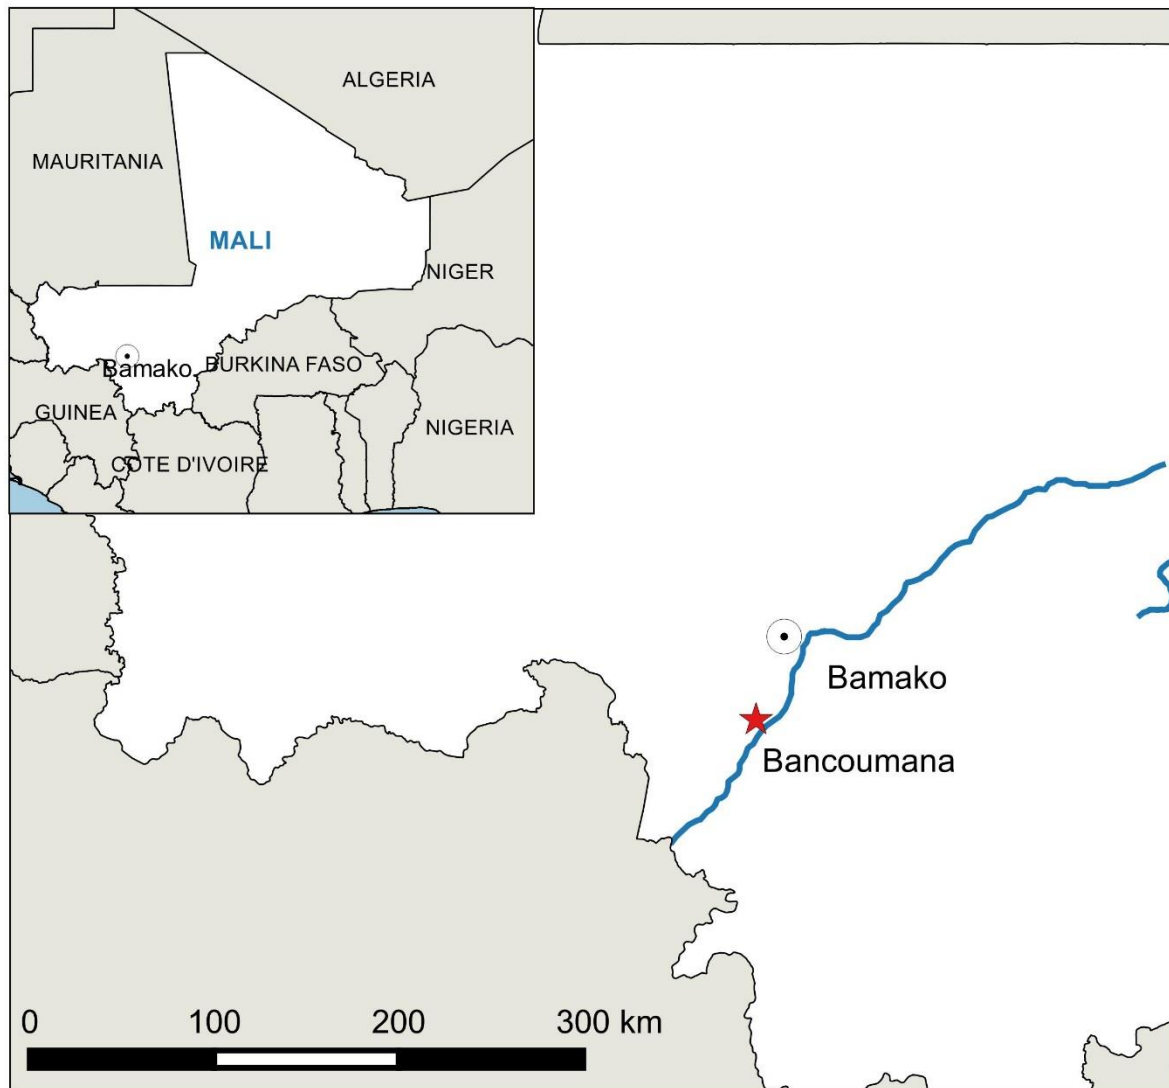 ALGERIA
MAURITANIA
MALI
NIGER
Bamako
BURKINA FASO
GUINEA
NIGERIA
COTE D'IVOIRE
Bamako
Bancoumana
0 100 200 300 km